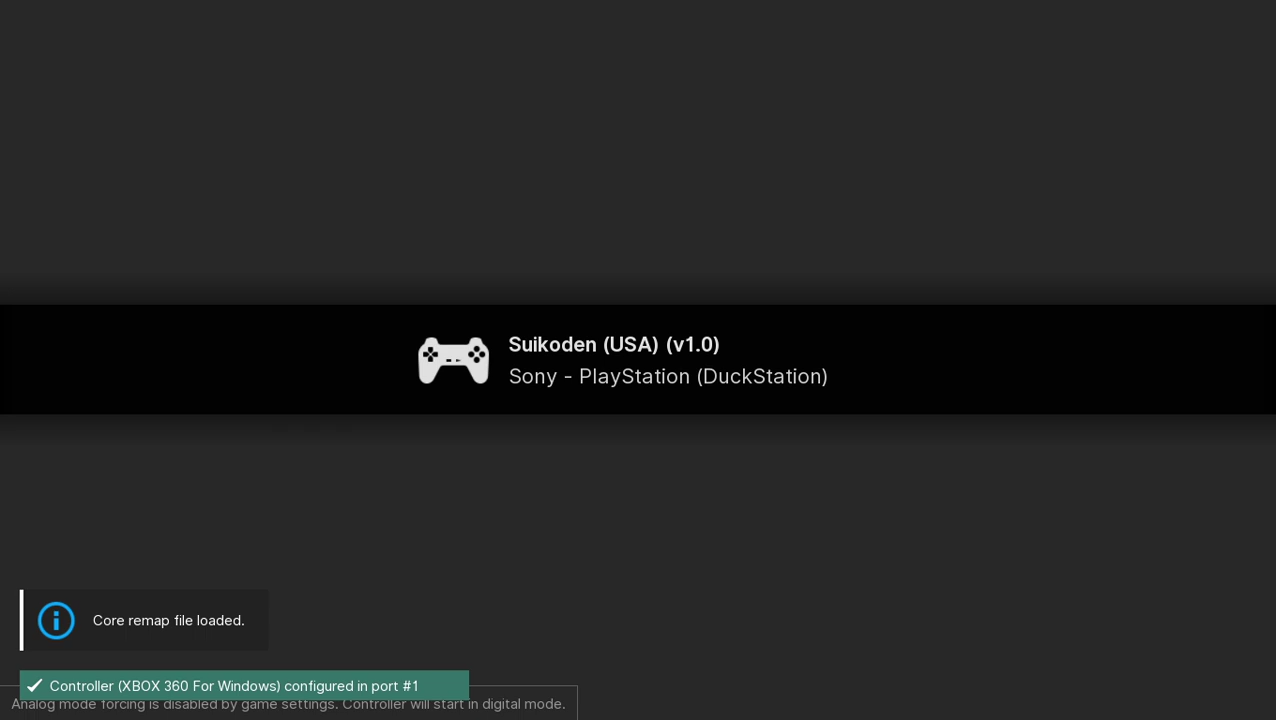 Suikoden (USA) (v1.0)
Sony - PlayStation (DuckStation)
Core remap file loaded.
Controller (XBOX 360 For Windows) configured in port #1
Analog mode forcing is disabled by game settings. Controller will start in digital mode.